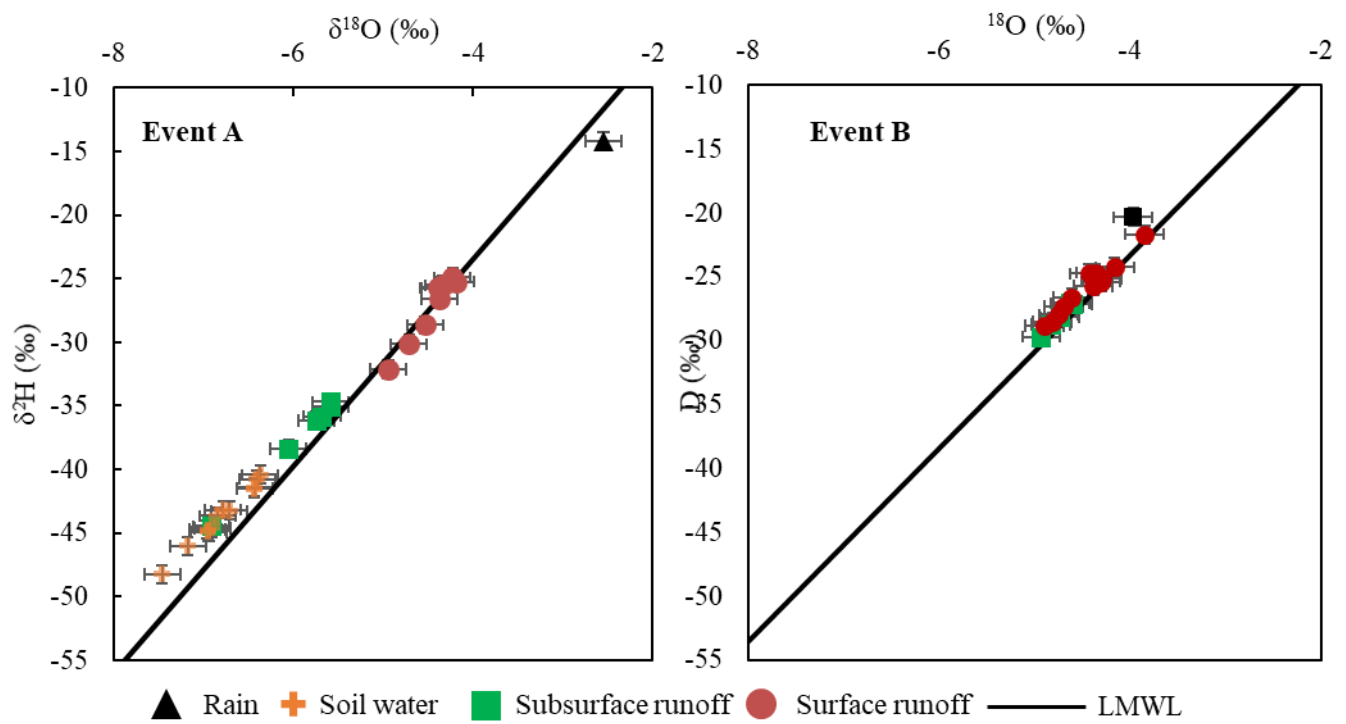 δ¹⁸O (‰)
-8 -6 -4 -2
Event A
-10
-15
-20
-25
-30
-35
-40
-45
-50
-55
δ²H (‰)
¹⁸O (‰)
-8 -6 -4 -2
Event B
-10
-15
-20
-25
-30
-35
-40
-45
-50
-55
D (‰)
Rain Soil water Subsurface runoff Surface runoff LMWL